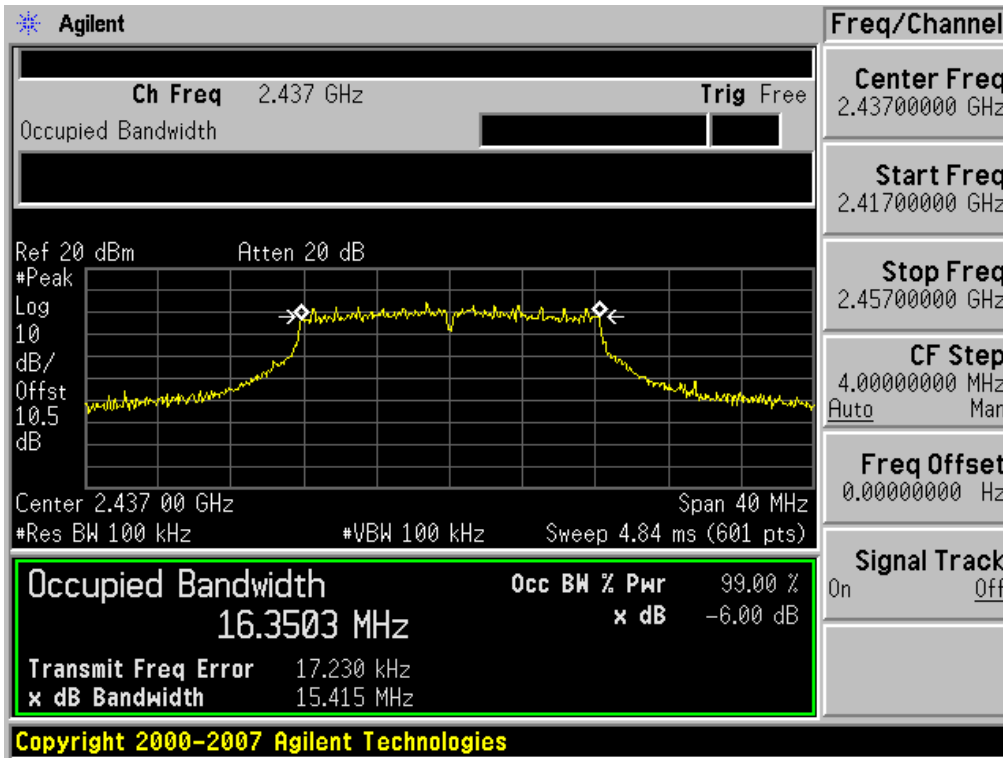 Agilent
Freq/Channel
Ch Freq 2.437 GHz Trig Free
Occupied Bandwidth
Center Freq
2.43700000 GHz
Start Freq
2.41700000 GHz
Stop Freq
2.45700000 GHz
CF Step
4.00000000 MHz
Auto Man
Freq Offset
0.00000000 Hz
Signal Track
On Off
Ref 20 dBm Atten 20 dB
#Peak
Log
10
dB/
Offst
10.5
dB
Center 2.437 00 GHz Span 40 MHz
#Res BW 100 kHz #VBW 100 kHz Sweep 4.84 ms (601 pts)
Occupied Bandwidth
16.3503 MHz
Occ BW % Pwr 99.00 %
x dB -6.00 dB
Transmit Freq Error 17.230 kHz
x dB Bandwidth 15.415 MHz
Copyright 2000-2007 Agilent Technologies